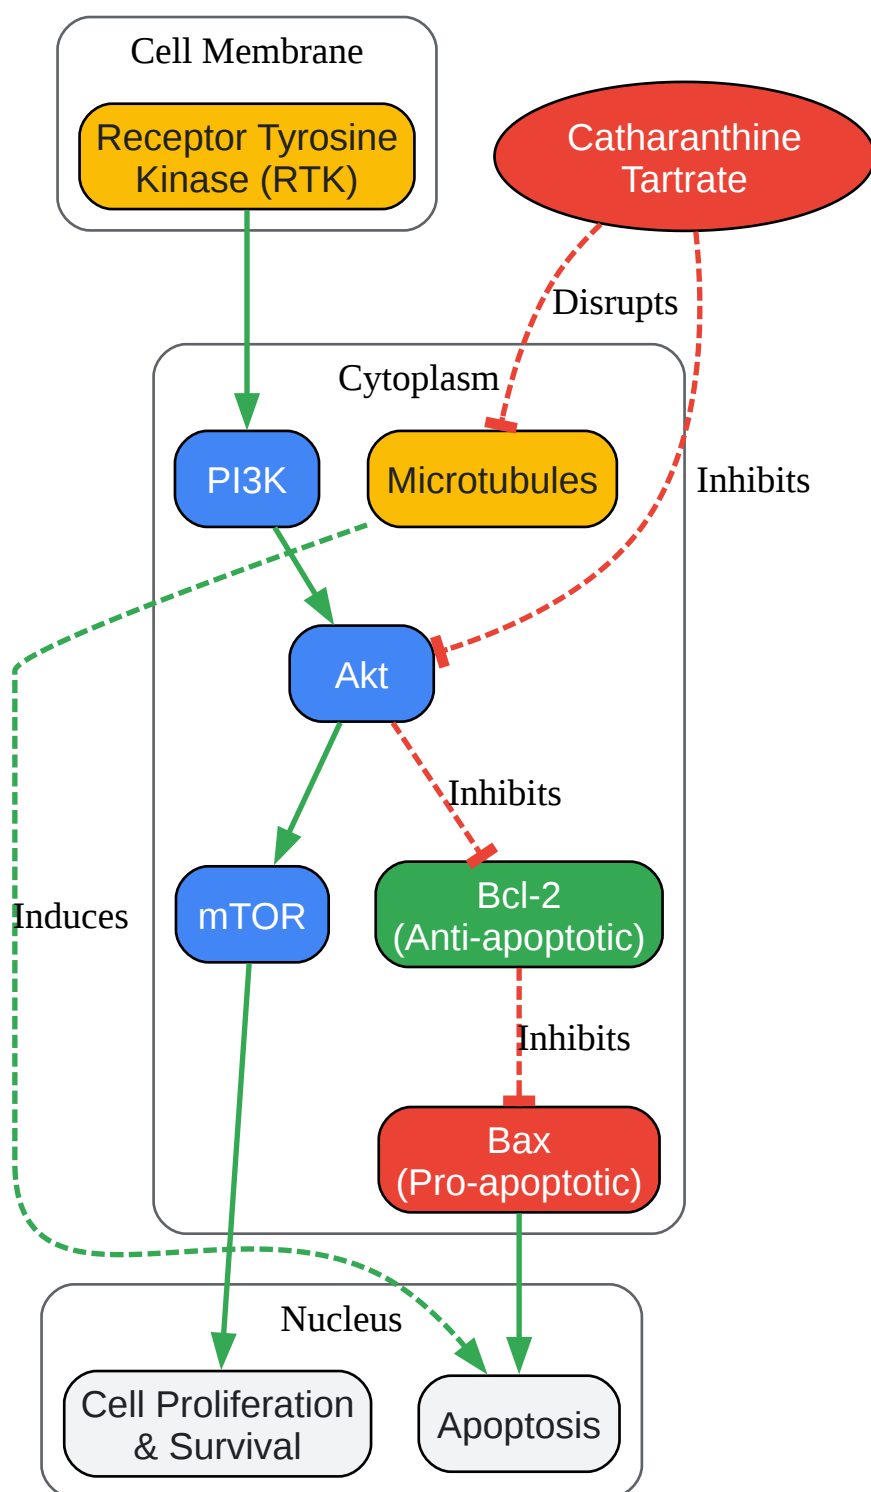 Cell Membrane
Receptor Tyrosine
Kinase (RTK)
Catharanthine
Tartrate
Disrupts
Cytoplasm
PI3K
Microtubules
Inhibits
Akt
Inhibits
mTOR
Bcl-2
(Anti-apoptotic)
Induces
Inhibits
Bax
(Pro-apoptotic)
Nucleus
Cell Proliferation
& Survival
Apoptosis